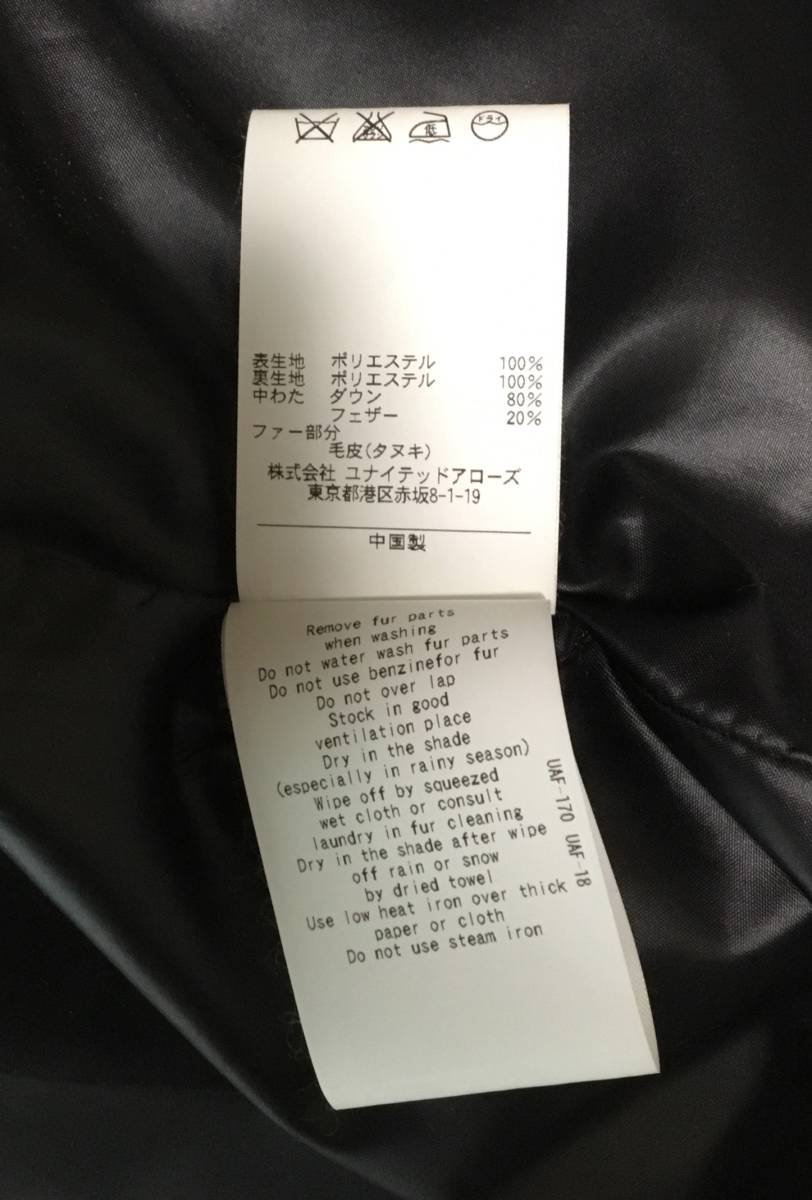 低
ドライ
表生地 ポリエステル 100%
裏生地 ポリエステル 100%
中わた ダウン 80%
フェザー 20%
ファー部分
毛皮(タヌキ)
株式会社 ユナイテッドアローズ
東京都港区赤坂8-1-19
中国製
Remove fur parts
when washing
Do not water wash fur parts
Do not use benzinefor fur
Do not over lap
Stock in good
ventilation place
Dry in the shade
(especially in rainy season)
Wipe off by squeezed
wet cloth or consult
laundry in fur cleaning
Dry in the shade after wipe
off rain or snow
by dried towel
Use low heat iron over thick
paper or cloth
Do not use steam iron
UAF-170 UAF-18